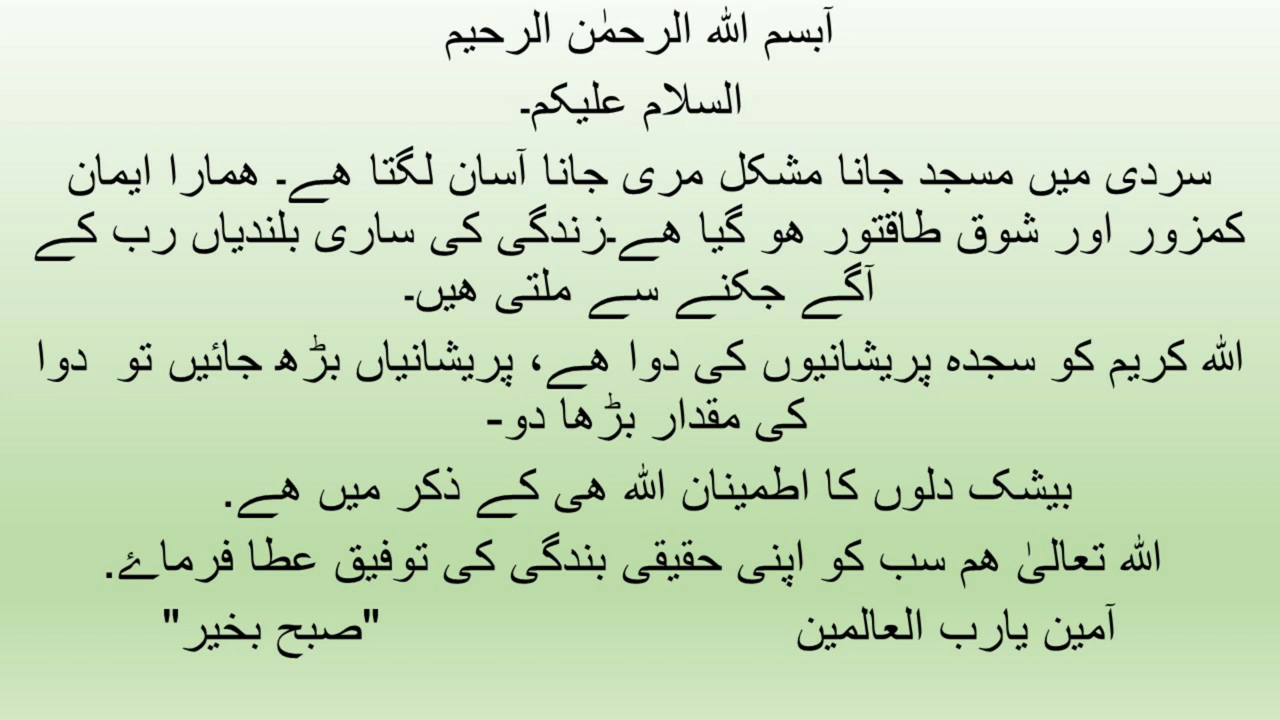 آبسم اللہ الرحمٰن الرحیم
السلام علیکم۔
سردی میں مسجد جانا مشکل مری جانا آسان لگتا ھے۔ ھمارا ایمان
کمزور اور شوق طاقتور ھو گیا ھے۔زندگی کی ساری بلندیاں رب کے
آگے جکنے سے ملتی ھیں۔
اللہ کریم کو سجدہ پریشانیوں کی دوا ھے، پریشانیاں بڑھ جائیں تو دوا
کی مقدار بڑھا دو-
بیشک دلوں کا اطمینان اللہ ھی کے ذکر میں ھے.
اللہ تعالیٰ ھم سب کو اپنی حقیقی بندگی کی توفیق عطا فرماۓ.
آمین یارب العالمین "صبح بخیر"